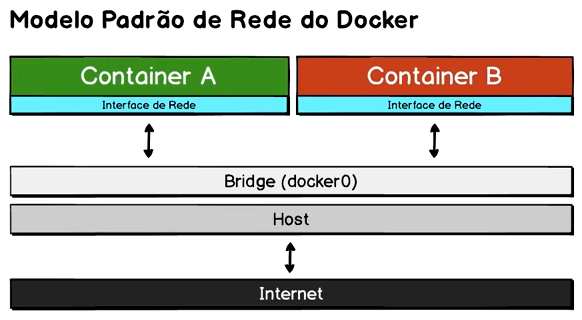 Modelo Padrão de Rede do Docker
Container A
Container B
Interface de Rede
Interface de Rede
Bridge (docker0)
Host
Internet